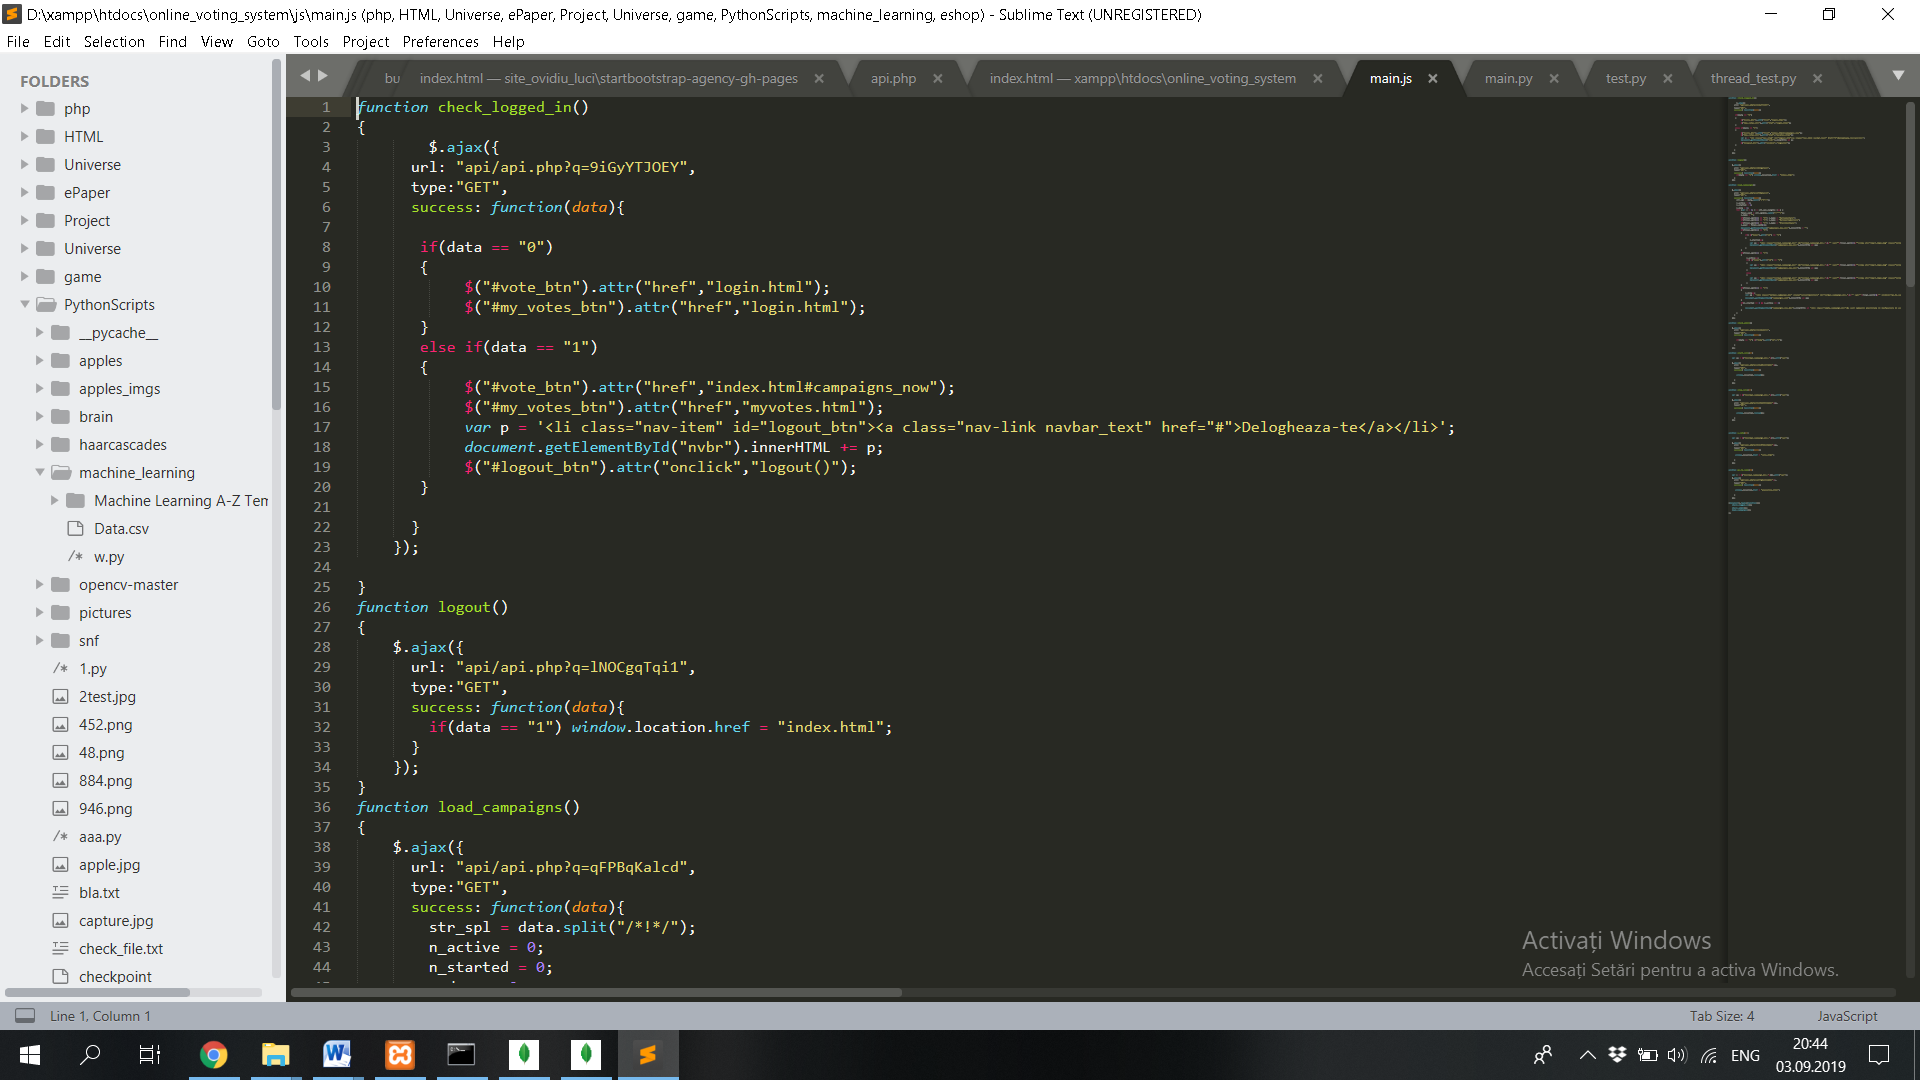 D:\xampp\htdocs\online_voting_system\js\main.js (php, HTML, Universe, ePaper, Project, Universe, game, PythonScripts, machine_learning, eshop) - Sublime Text (UNREGISTERED)
File Edit Selection Find View Goto Tools Project Preferences Help
FOLDERS
php
HTML
Universe
ePaper
Project
Universe
game
PythonScripts
__pycache__
apples
apples_imgs
brain
haarcascades
machine_learning
Machine Learning A-Z Tem
Data.csv
/* w.py
opencv-master
pictures
snf
/* 1.py
2test.jpg
452.png
48.png
884.png
946.png
/* aaa.py
apple.jpg
bla.txt
capture.jpg
check_file.txt
checkpoint
bu index.html — site_ovidiu_luci\startbootstrap-agency-gh-pages × api.php × index.html — xampp\htdocs\online_voting_system × main.js × main.py × test.py × thread_test.py ×
1 function check_logged_in()
2 {
3 $.ajax({
4 url: "api/api.php?q=9iGyYTJOEY",
5 type:"GET",
6 success: function(data){
7
8 if(data == "0")
9 {
10 $("#vote_btn").attr("href","login.html");
11 $("#my_votes_btn").attr("href","login.html");
12 }
13 else if(data == "1")
14 {
15 $("#vote_btn").attr("href","index.html#campaigns_now");
16 $("#my_votes_btn").attr("href","myvotes.html");
17 var p = '<li class="nav-item" id="logout_btn"><a class="nav-link navbar_text" href="#">Delogheaza-te</a></li>';
18 document.getElementById("nvbr").innerHTML += p;
19 $("#logout_btn").attr("onclick","logout()");
20 }
21
22 }
23 });
24
25 }
26 function logout()
27 {
28 $.ajax({
29 url: "api/api.php?q=lNOCgqTqi1",
30 type:"GET",
31 success: function(data){
32 if(data == "1") window.location.href = "index.html";
33 }
34 });
35 }
36 function load_campaigns()
37 {
38 $.ajax({
39 url: "api/api.php?q=qFPBqKalcd",
40 type:"GET",
41 success: function(data){
42 str_spl = data.split("/*!*/");
43 n_active = 0;
44 n_started = 0;
Activați Windows
Accesați Setări pentru a activa Windows.
Line 1, Column 1
Tab Size: 4
JavaScript
ENG
20:44
03.09.2019